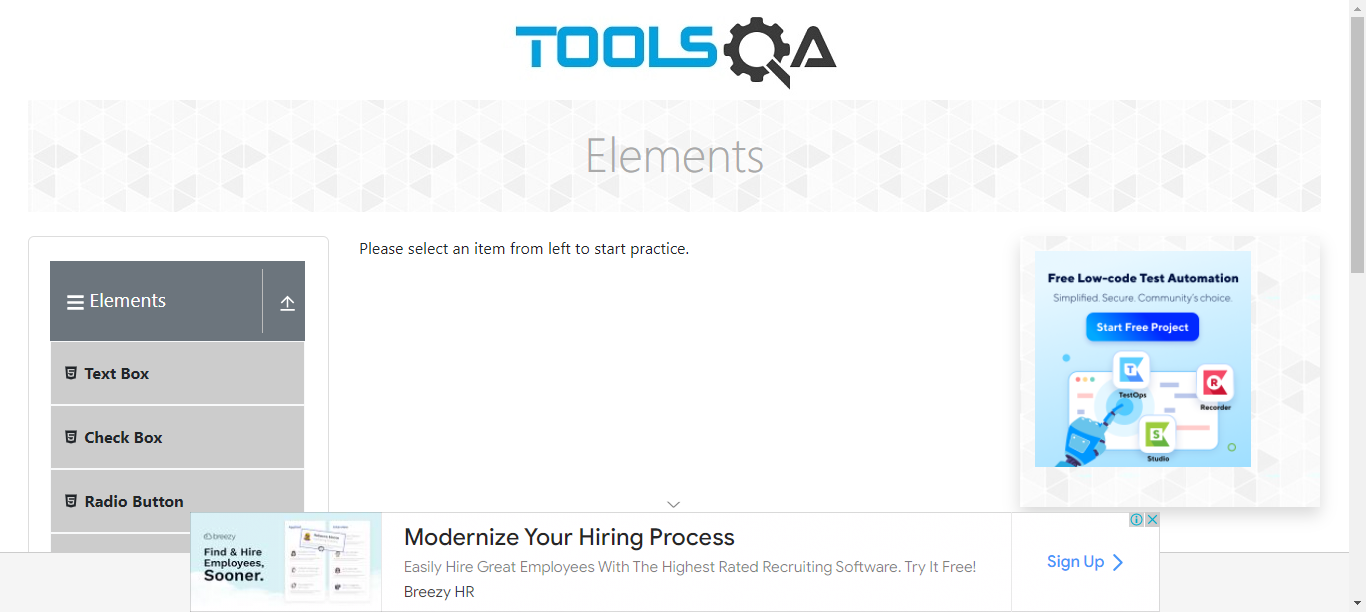 TOOLSQA
Elements
Elements
Text Box
Check Box
Radio Button
Please select an item from left to start practice.
Free Low-code Test Automation
Simplified. Secure. Community's choice.
Start Free Project
TestOps
Recorder
Studio
breezy
Find & Hire
Employees,
Sooner.
Modernize Your Hiring Process
Easily Hire Great Employees With The Highest Rated Recruiting Software. Try It Free!
Breezy HR
Sign Up